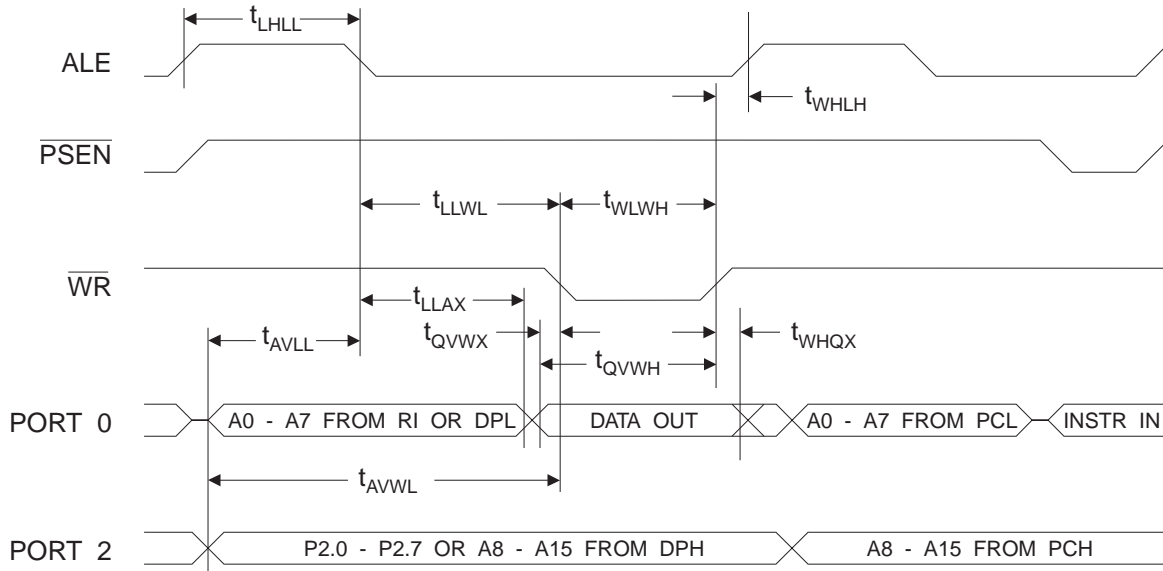 tLHLL
ALE
tWHLH
PSEN
tLLWL
tWLWH
WR
tLLAX
tAVLL
tQVWX
tWHQX
tQVWH
PORT 0
A0 - A7 FROM RI OR DPL
DATA OUT
A0 - A7 FROM PCL
INSTR IN
tAVWL
PORT 2
P2.0 - P2.7 OR A8 - A15 FROM DPH
A8 - A15 FROM PCH